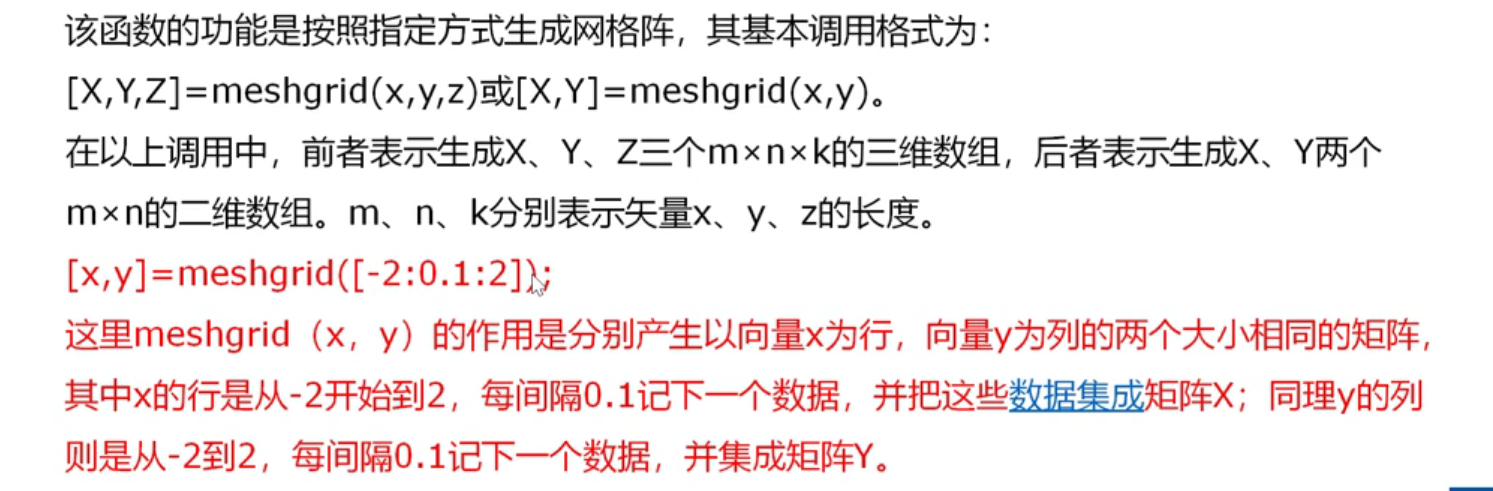 该函数的功能是按照指定方式生成网格阵，其基本调用格式为：
[X,Y,Z]=meshgrid(x,y,z)或[X,Y]=meshgrid(x,y)。
在以上调用中，前者表示生成X、Y、Z三个m×n×k的三维数组，后者表示生成X、Y两个
m×n的二维数组。m、n、k分别表示矢量x、y、z的长度。
[x,y]=meshgrid([-2:0.1:2]);
这里meshgrid（x，y）的作用是分别产生以向量x为行，向量y为列的两个大小相同的矩阵，
其中x的行是从-2开始到2，每间隔0.1记下一个数据，并把这些数据集成矩阵X；同理y的列
则是从-2到2，每间隔0.1记下一个数据，并集成矩阵Y。